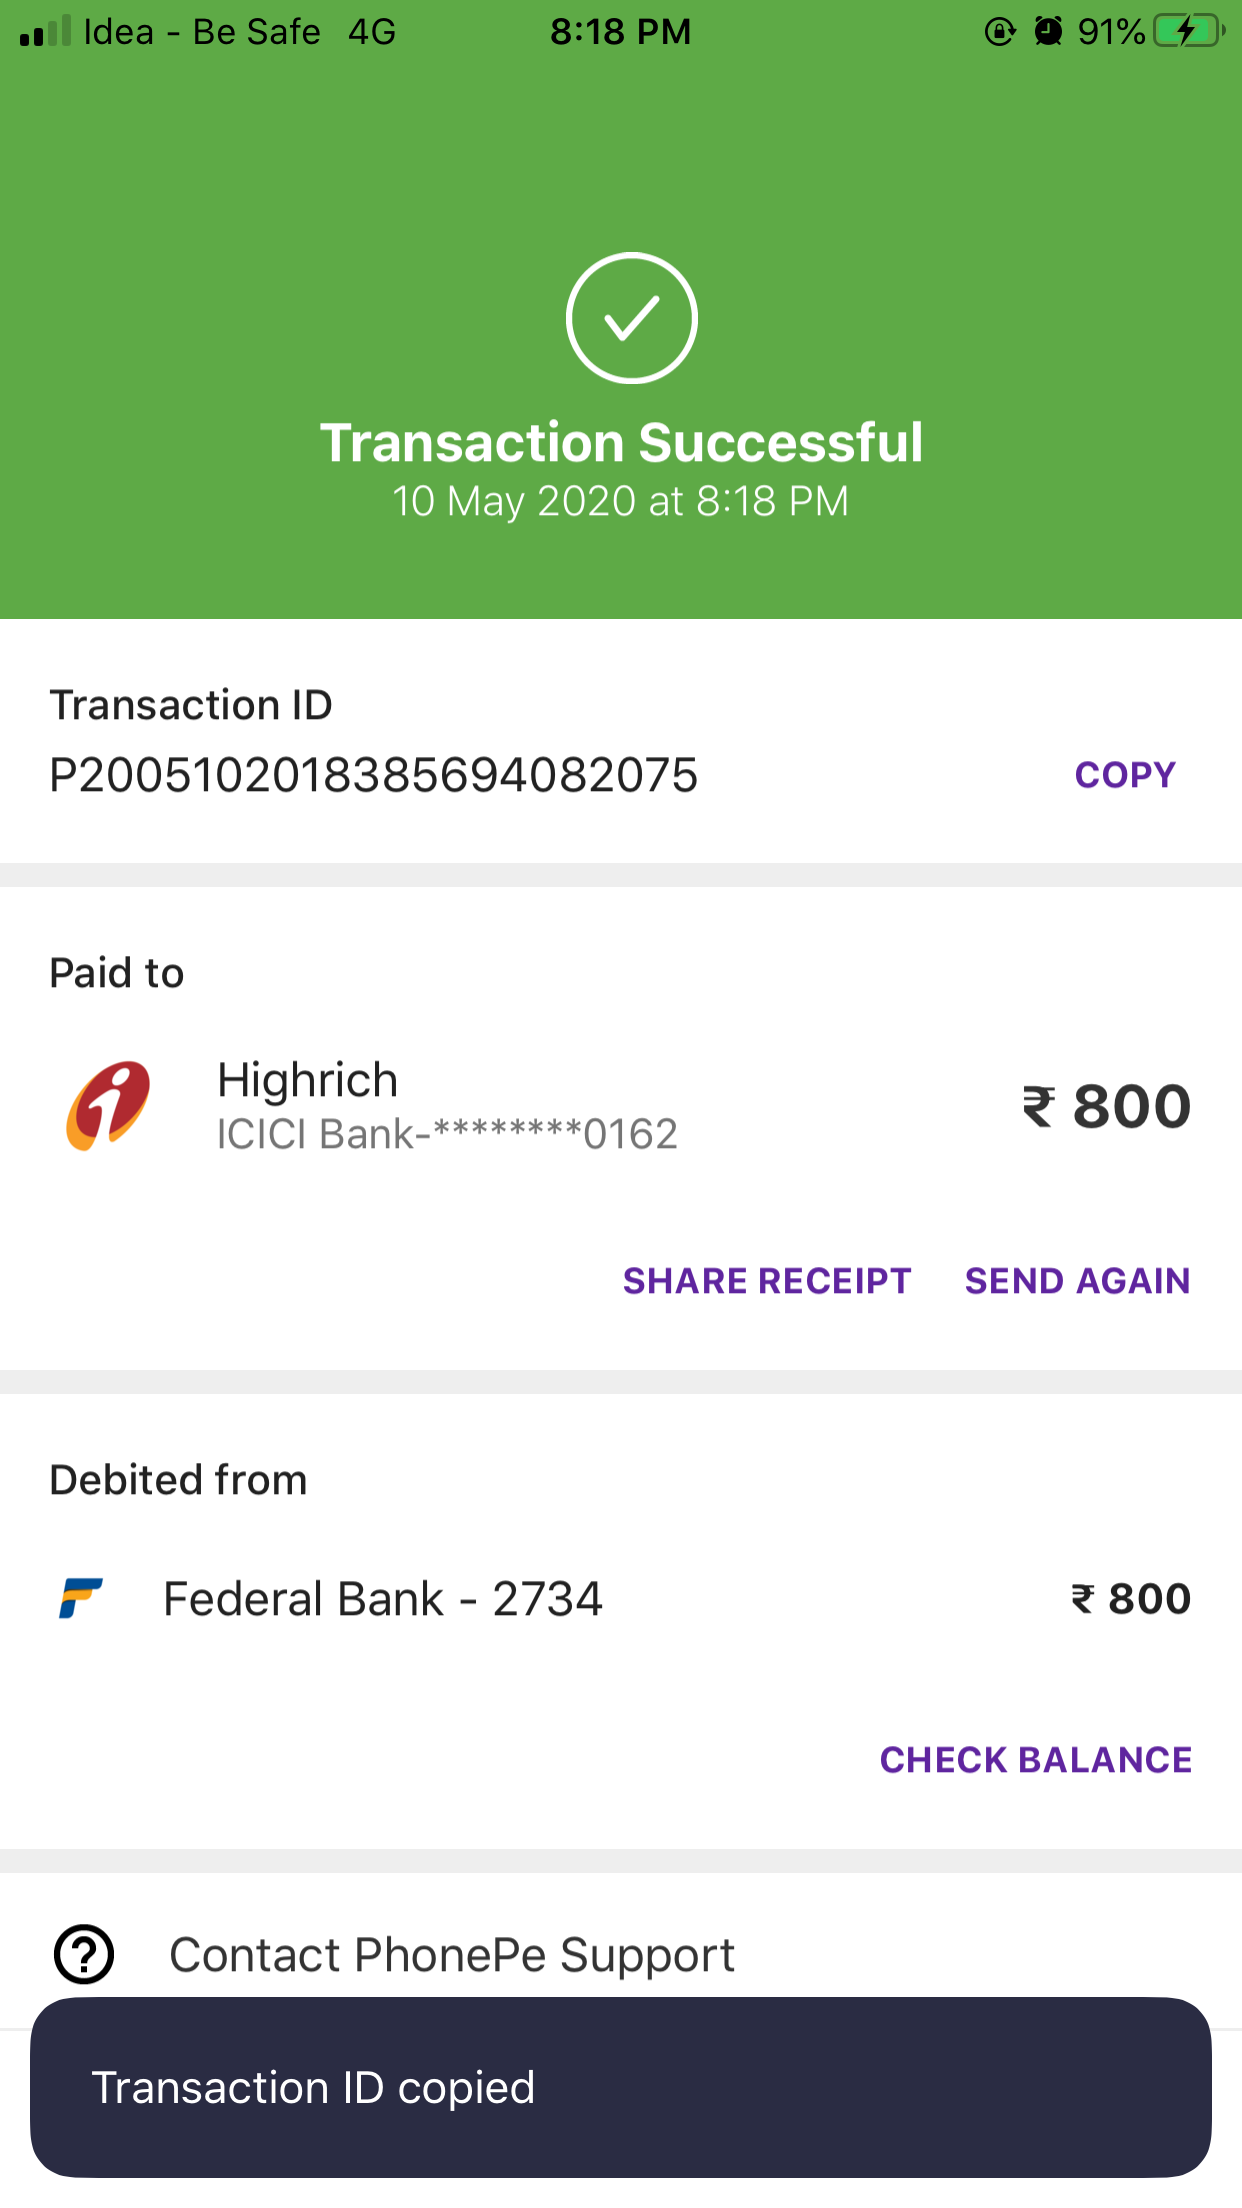 Idea - Be Safe 4G 8:18 PM 91%
Transaction Successful
10 May 2020 at 8:18 PM
Transaction ID
P2005102018385694082075 COPY
Paid to
Highrich
ICICI Bank-********0162
₹ 800
SHARE RECEIPT SEND AGAIN
Debited from
Federal Bank - 2734 ₹ 800
CHECK BALANCE
Contact PhonePe Support
Transaction ID copied